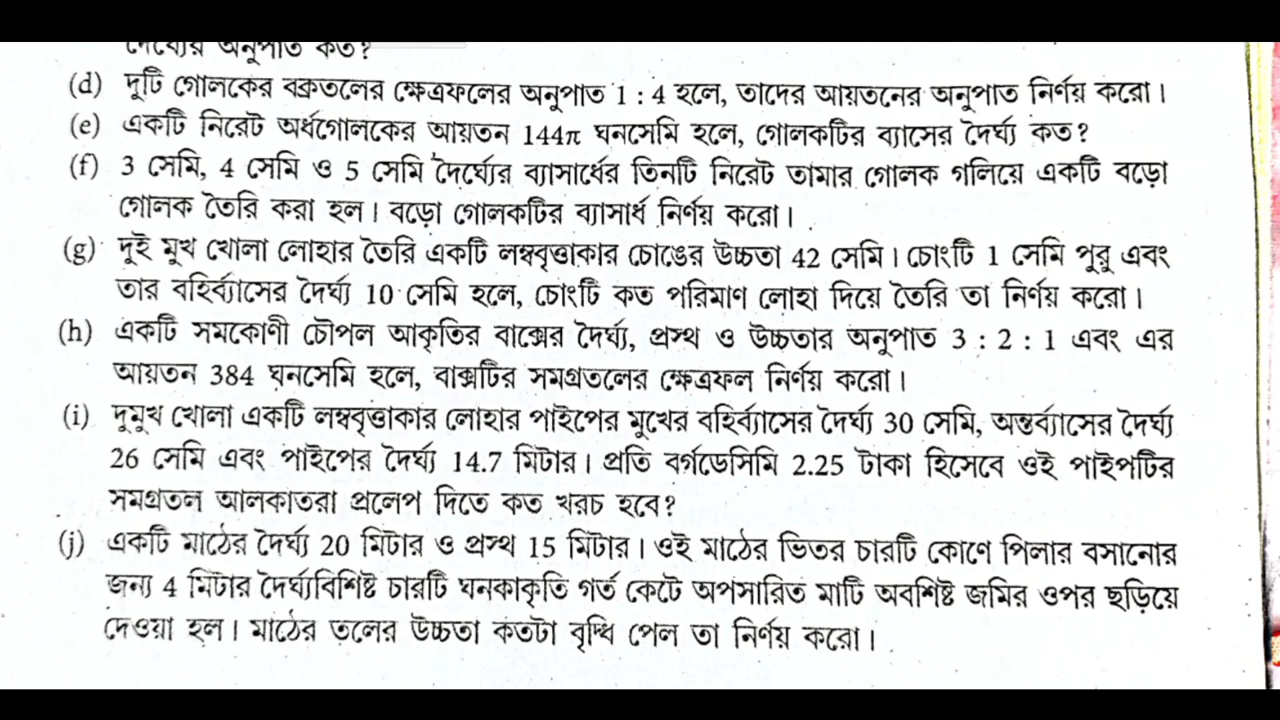 দৈর্ঘ্যের অনুপাত কত?
(d) দুটি গোলকের বক্রতলের ক্ষেত্রফলের অনুপাত 1 : 4 হলে, তাদের আয়তনের অনুপাত নির্ণয় করো।
(e) একটি নিরেট অর্ধগোলকের আয়তন 144π ঘনসেমি হলে, গোলকটির ব্যাসের দৈর্ঘ্য কত?
(f) 3 সেমি, 4 সেমি ও 5 সেমি দৈর্ঘ্যের ব্যাসার্ধের তিনটি নিরেট তামার গোলক গলিয়ে একটি বড়ো
গোলক তৈরি করা হল। বড়ো গোলকটির ব্যাসার্ধ নির্ণয় করো।
(g) দুই মুখ খোলা লোহার তৈরি একটি লম্ববৃত্তাকার চোঙের উচ্চতা 42 সেমি। চোংটি 1 সেমি পুরু এবং
তার বহির্ব্যাসের দৈর্ঘ্য 10 সেমি হলে, চোংটি কত পরিমাণ লোহা দিয়ে তৈরি তা নির্ণয় করো।
(h) একটি সমকোণী চৌপল আকৃতির বাক্সের দৈর্ঘ্য, প্রস্থ ও উচ্চতার অনুপাত 3 : 2 : 1 এবং এর
আয়তন 384 ঘনসেমি হলে, বাক্সটির সমগ্রতলের ক্ষেত্রফল নির্ণয় করো।
(i) দুমুখ খোলা একটি লম্ববৃত্তাকার লোহার পাইপের মুখের বহির্ব্যাসের দৈর্ঘ্য 30 সেমি, অন্তর্ব্যাসের দৈর্ঘ্য
26 সেমি এবং পাইপের দৈর্ঘ্য 14.7 মিটার। প্রতি বর্গডেসিমি 2.25 টাকা হিসেবে ওই পাইপটির
সমগ্রতল আলকাতরা প্রলেপ দিতে কত খরচ হবে?
(j) একটি মাঠের দৈর্ঘ্য 20 মিটার ও প্রস্থ 15 মিটার। ওই মাঠের ভিতর চারটি কোণে পিলার বসানোর
জন্য 4 মিটার দৈর্ঘ্যবিশিষ্ট চারটি ঘনকাকৃতি গর্ত কেটে অপসারিত মাটি অবশিষ্ট জমির ওপর ছড়িয়ে
দেওয়া হল। মাঠের তলের উচ্চতা কতটা বৃদ্ধি পেল তা নির্ণয় করো।